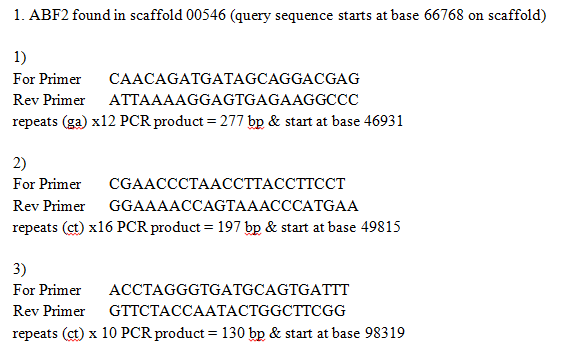 1. ABF2 found in scaffold 00546 (query sequence starts at base 66768 on scaffold)
1)
For Primer CAACAGATGATAGCAGGACGAG
Rev Primer ATTAAAAGGAGTGAGAAGGCCC
repeats (ga) x12 PCR product = 277 bp & start at base 46931
2)
For Primer CGAACCCTAACCTTACCTTCCT
Rev Primer GGAAAACCAGTAAACCCATGAA
repeats (ct) x16 PCR product = 197 bp & start at base 49815
3)
For Primer ACCTAGGGTGATGCAGTGATTT
Rev Primer GTTCTACCAATACTGGCTTCGG
repeats (ct) x 10 PCR product = 130 bp & start at base 98319